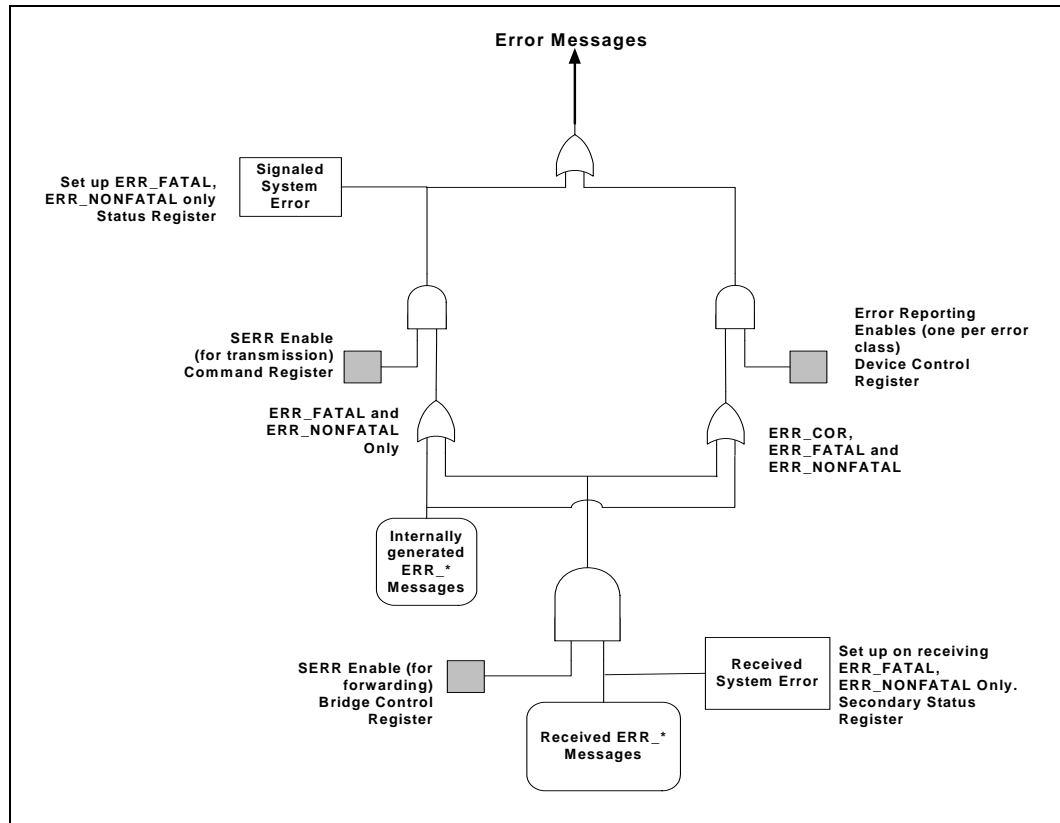 Error Messages
Signaled
System
Error
Set up ERR_FATAL,
ERR_NONFATAL only
Status Register
SERR Enable
(for transmission)
Command Register
Error Reporting
Enables (one per error
class)
Device Control
Register
ERR_FATAL and
ERR_NONFATAL
Only
ERR_COR,
ERR_FATAL and
ERR_NONFATAL
Internally
generated
ERR_*
Messages
SERR Enable (for
forwarding)
Bridge Control
Register
Received
System Error
Set up on receiving
ERR_FATAL,
ERR_NONFATAL Only.
Secondary Status
Register
Received ERR_*
Messages